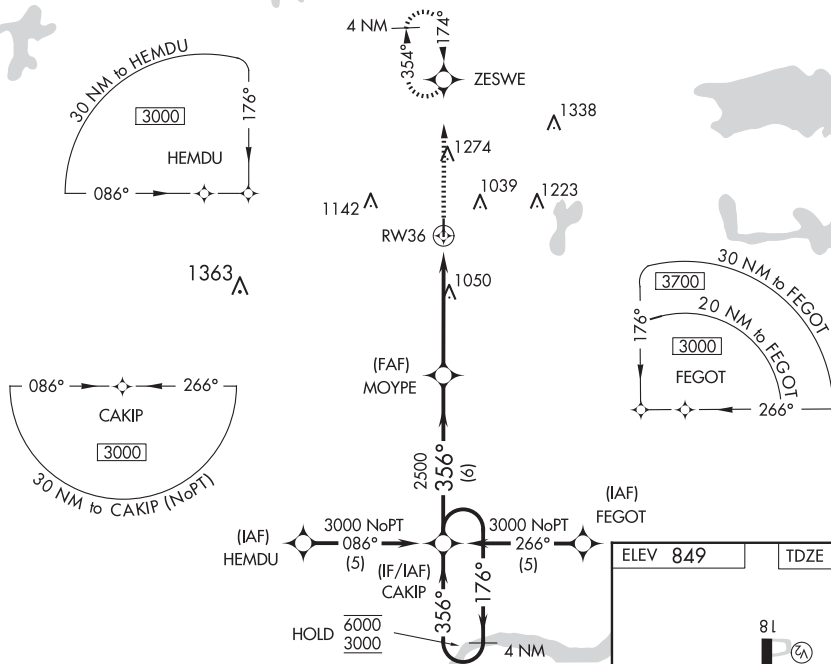 4 NM
354°
174°
ZESWE
30 NM to HEMDU
3000
176°
HEMDU
086°
1338
1274
1142
1039
1223
RW36
1363
1050
30 NM to FEGOT
3700
20 NM to FEGOT
176°
3000
FEGOT
266°
(FAF)
MOYPE
086°
266°
CAKIP
3000
30 NM to CAKIP (NoPT)
2500
356°
(6)
(IAF)
HEMDU
3000 NoPT
086°
(5)
(IF/IAF)
CAKIP
3000 NoPT
266°
(5)
(IAF)
FEGOT
HOLD
6000
3000
356°
176°
4 NM
ELEV 849
TDZE
18
V2